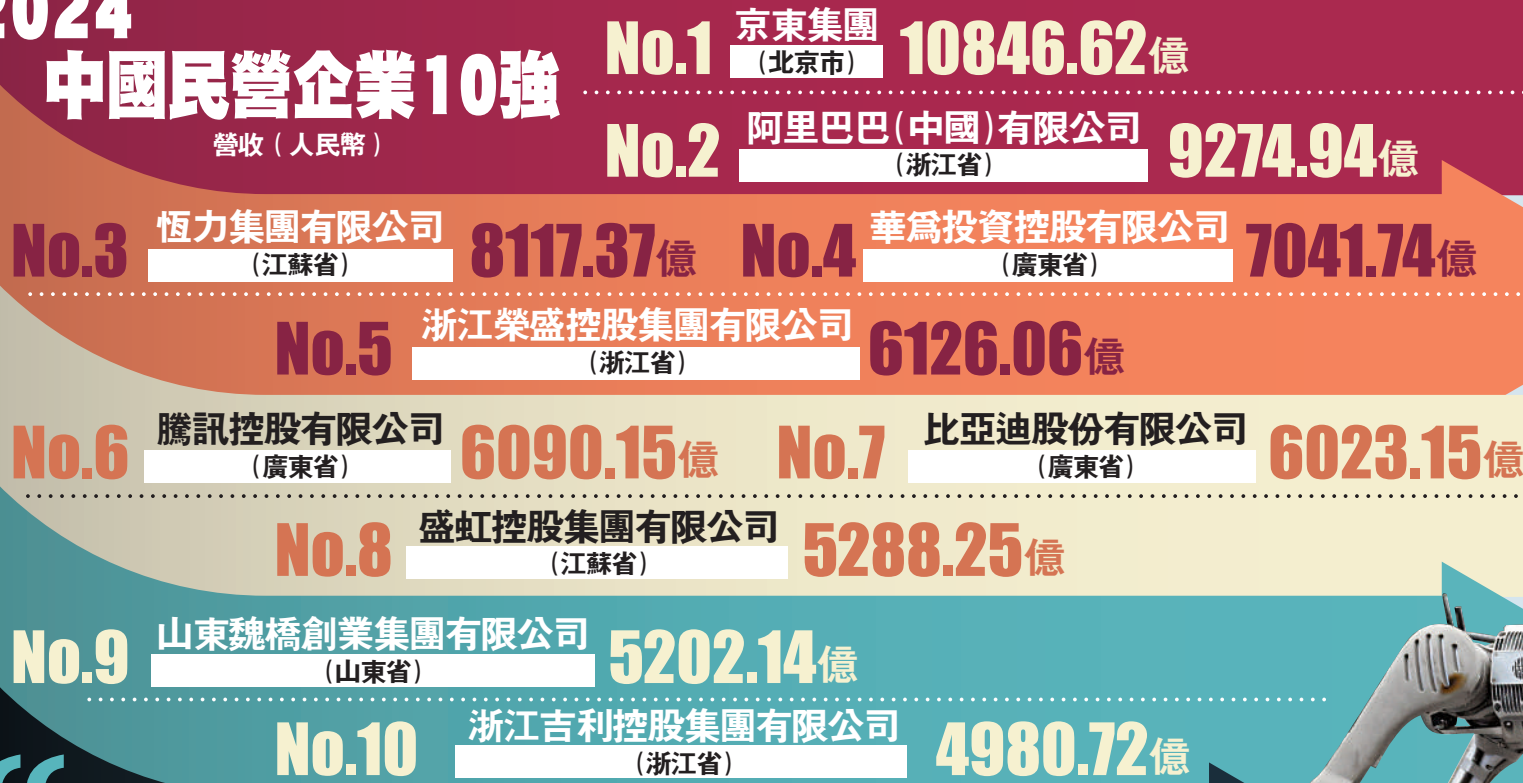 2024
中國民營企業10強
營收（人民幣）
No.1 京東集團 10846.62億
（北京市）
No.2 阿里巴巴（中國）有限公司 9274.94億
（浙江省）
No.3 恆力集團有限公司 8117.37億
（江蘇省）
No.4 華爲投資控股有限公司 7041.74億
（廣東省）
No.5 浙江榮盛控股集團有限公司 6126.06億
（浙江省）
No.6 騰訊控股有限公司 6090.15億
（廣東省）
No.7 比亞迪股份有限公司 6023.15億
（廣東省）
No.8 盛虹控股集團有限公司 5288.25億
（江蘇省）
No.9 山東魏橋創業集團有限公司 5202.14億
（山東省）
No.10 浙江吉利控股集團有限公司 4980.72億
（浙江省）